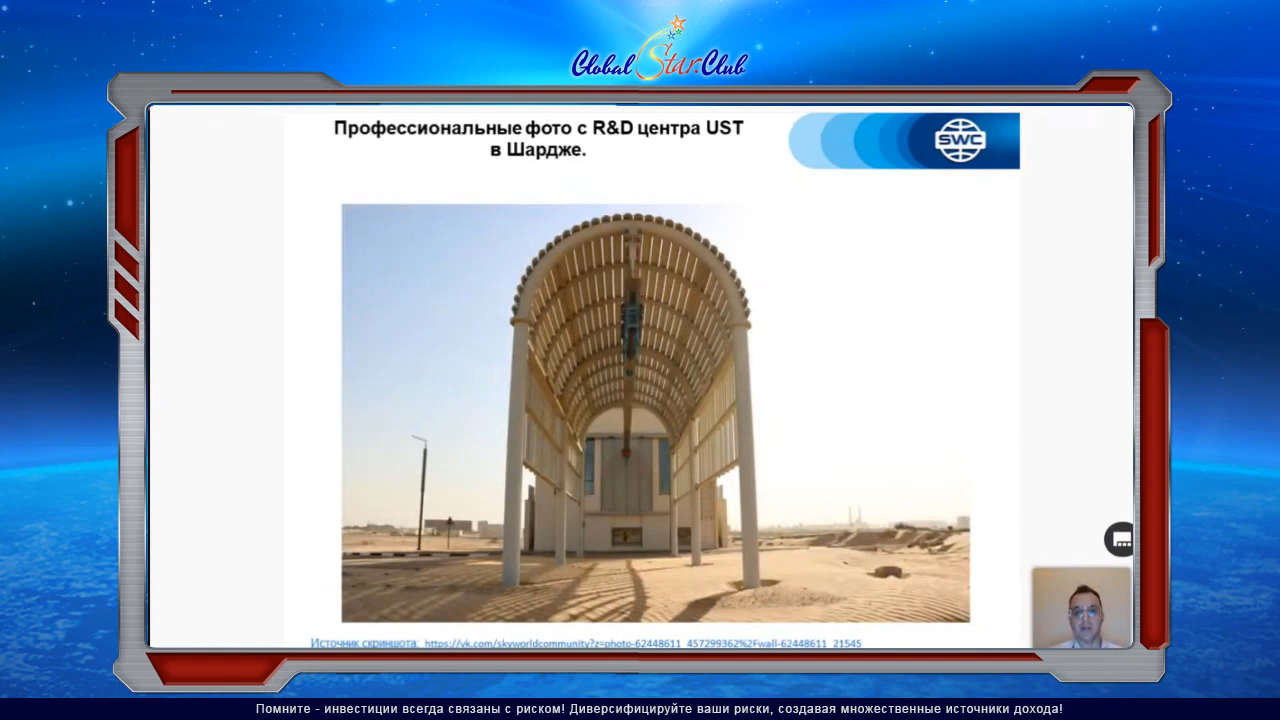 Global Star.Club
Профессиональные фото с R&D центра UST
в Шардже.
SWC
Источник скриншота: https://vk.com/skyworldcommunity?z=photo-62448611_457299362%2Fwall-62448611_21545
Помните - инвестиции всегда связаны с риском! Диверсифицируйте ваши риски, создавая множественные источники дохода!